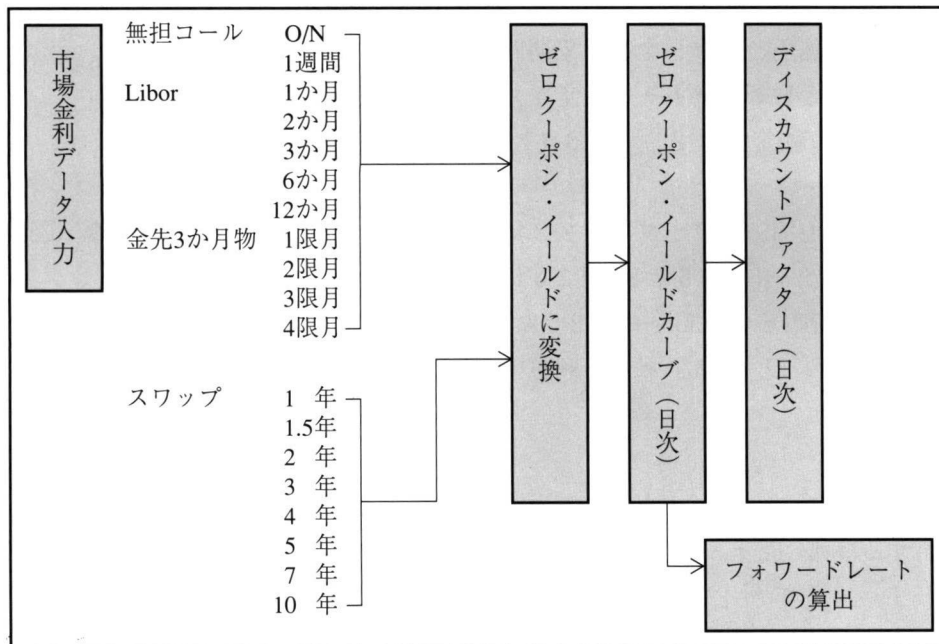 市場金利データ入力
無担コール O/N
1週間
Libor 1か月
2か月
3か月
6か月
12か月
金先3か月物 1限月
2限月
3限月
4限月
スワップ 1 年
1.5年
2 年
3 年
4 年
5 年
7 年
10 年
ゼロクーポン・イールドに変換
ゼロクーポン・イールドカーブ（日次）
ディスカウントファクター（日次）
フォワードレート
の算出